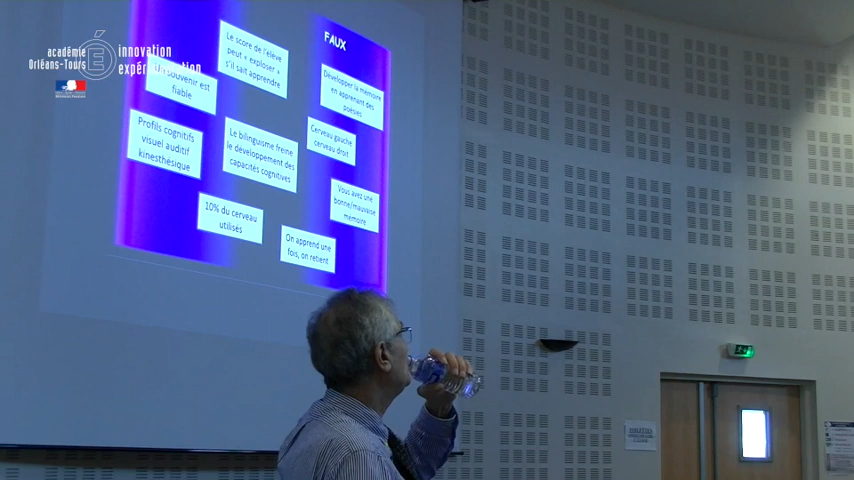 académie
Orléans-Tours
É
innovation
expérimentation
FAUX
Le score de l'élève
peut « exploser »
s'il sait apprendre
souvenir est
fiable
Développer la mémoire
en apprenant des
poésies
Profils cognitifs
visuel auditif
kinesthésique
Le bilinguisme freine
le developpement des
capacités cognitives
Cerveau gauche
cerveau droit
Vous avez une
bonne/mauvaise
mémoire
10% du cerveau
utilisés
On apprend une
fois, on retient